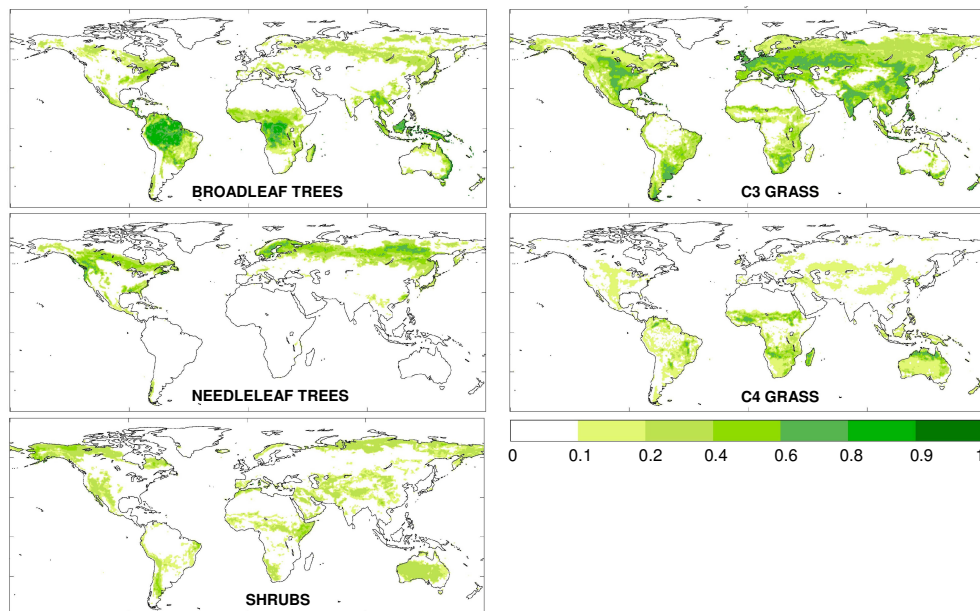 BROADLEAF TREES
C3 GRASS
NEEDLELEAF TREES
C4 GRASS
0 0.1 0.2 0.4 0.6 0.8 0.9 1
SHRUBS